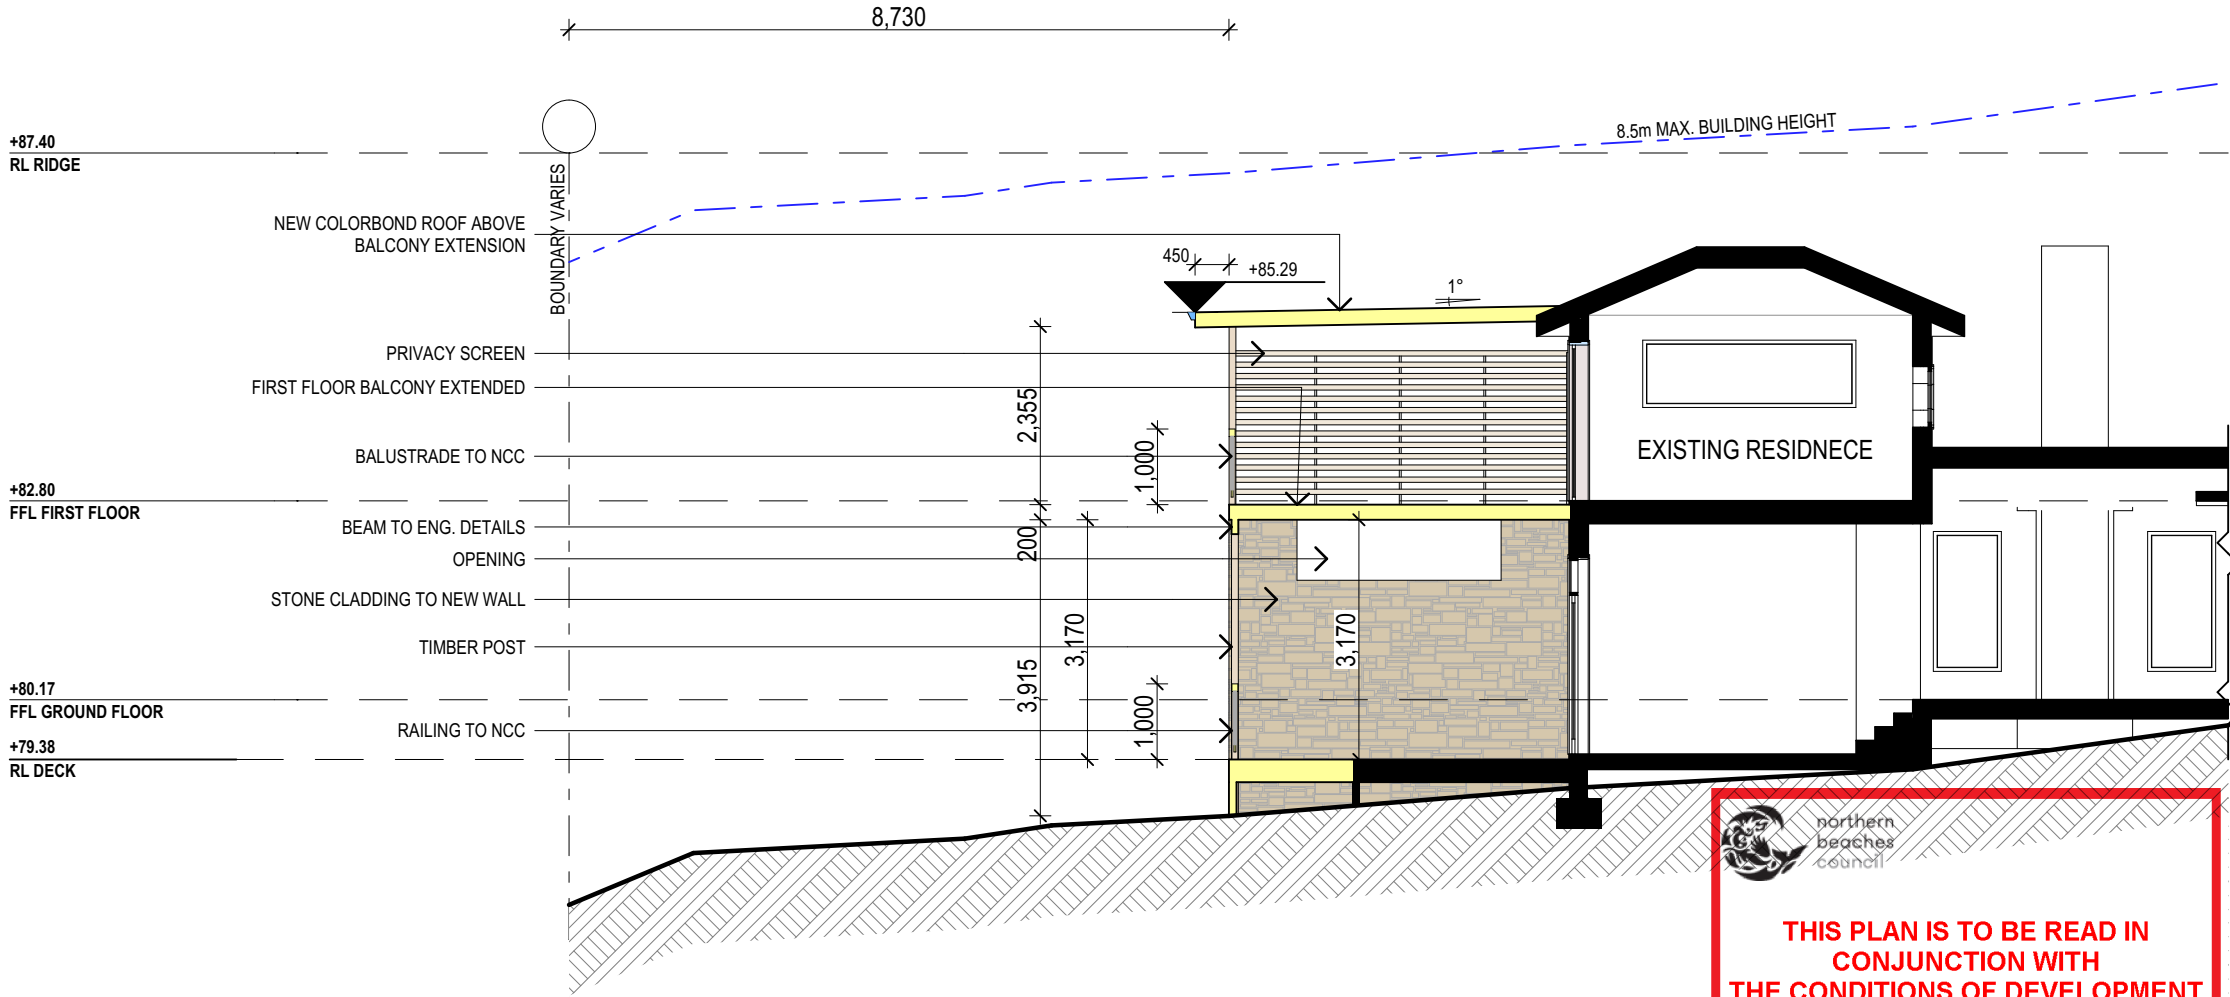 8,730
8.5m MAX. BUILDING HEIGHT
+87.40
RL RIDGE
BOUNDARY VARIES
NEW COLORBOND ROOF ABOVE
BALCONY EXTENSION
450
+85.29
1°
PRIVACY SCREEN
FIRST FLOOR BALCONY EXTENDED
2,355
1,000
BALUSTRADE TO NCC
EXISTING RESIDNECE
+82.80
FFL FIRST FLOOR
BEAM TO ENG. DETAILS
200
OPENING
STONE CLADDING TO NEW WALL
3,170
3,170
TIMBER POST
3,915
1,000
+80.17
FFL GROUND FLOOR
RAILING TO NCC
+79.38
RL DECK
northern
beaches
council
THIS PLAN IS TO BE READ IN
CONJUNCTION WITH
THE CONDITIONS OF DEVELOPMENT